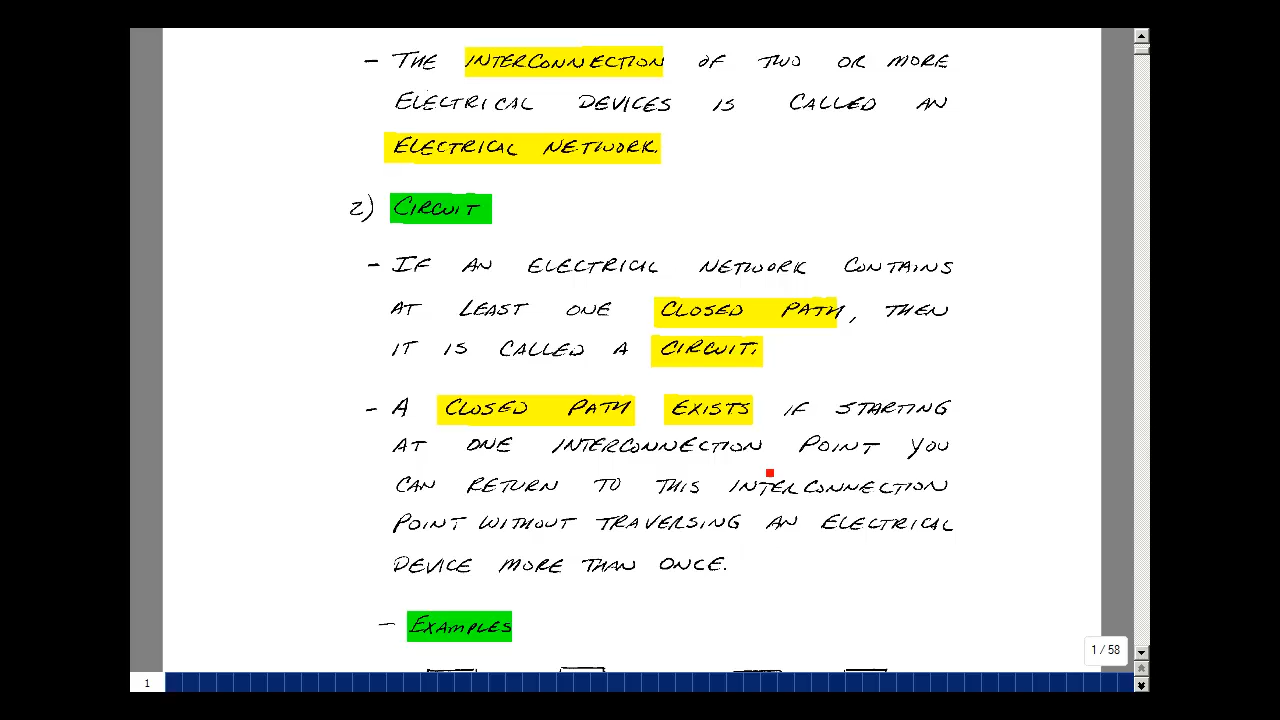 - THE INTERCONNECTION OF TWO OR MORE
ELECTRICAL DEVICES IS CALLED AN
ELECTRICAL NETWORK.
2) CIRCUIT
- IF AN ELECTRICAL NETWORK CONTAINS
AT LEAST ONE CLOSED PATH, THEN
IT IS CALLED A CIRCUIT.
- A CLOSED PATH EXISTS IF STARTING
AT ONE INTERCONNECTION POINT YOU
CAN RETURN TO THIS INTERCONNECTION
POINT WITHOUT TRAVERSING AN ELECTRICAL
DEVICE MORE THAN ONCE.
- EXAMPLES
1 / 58
1